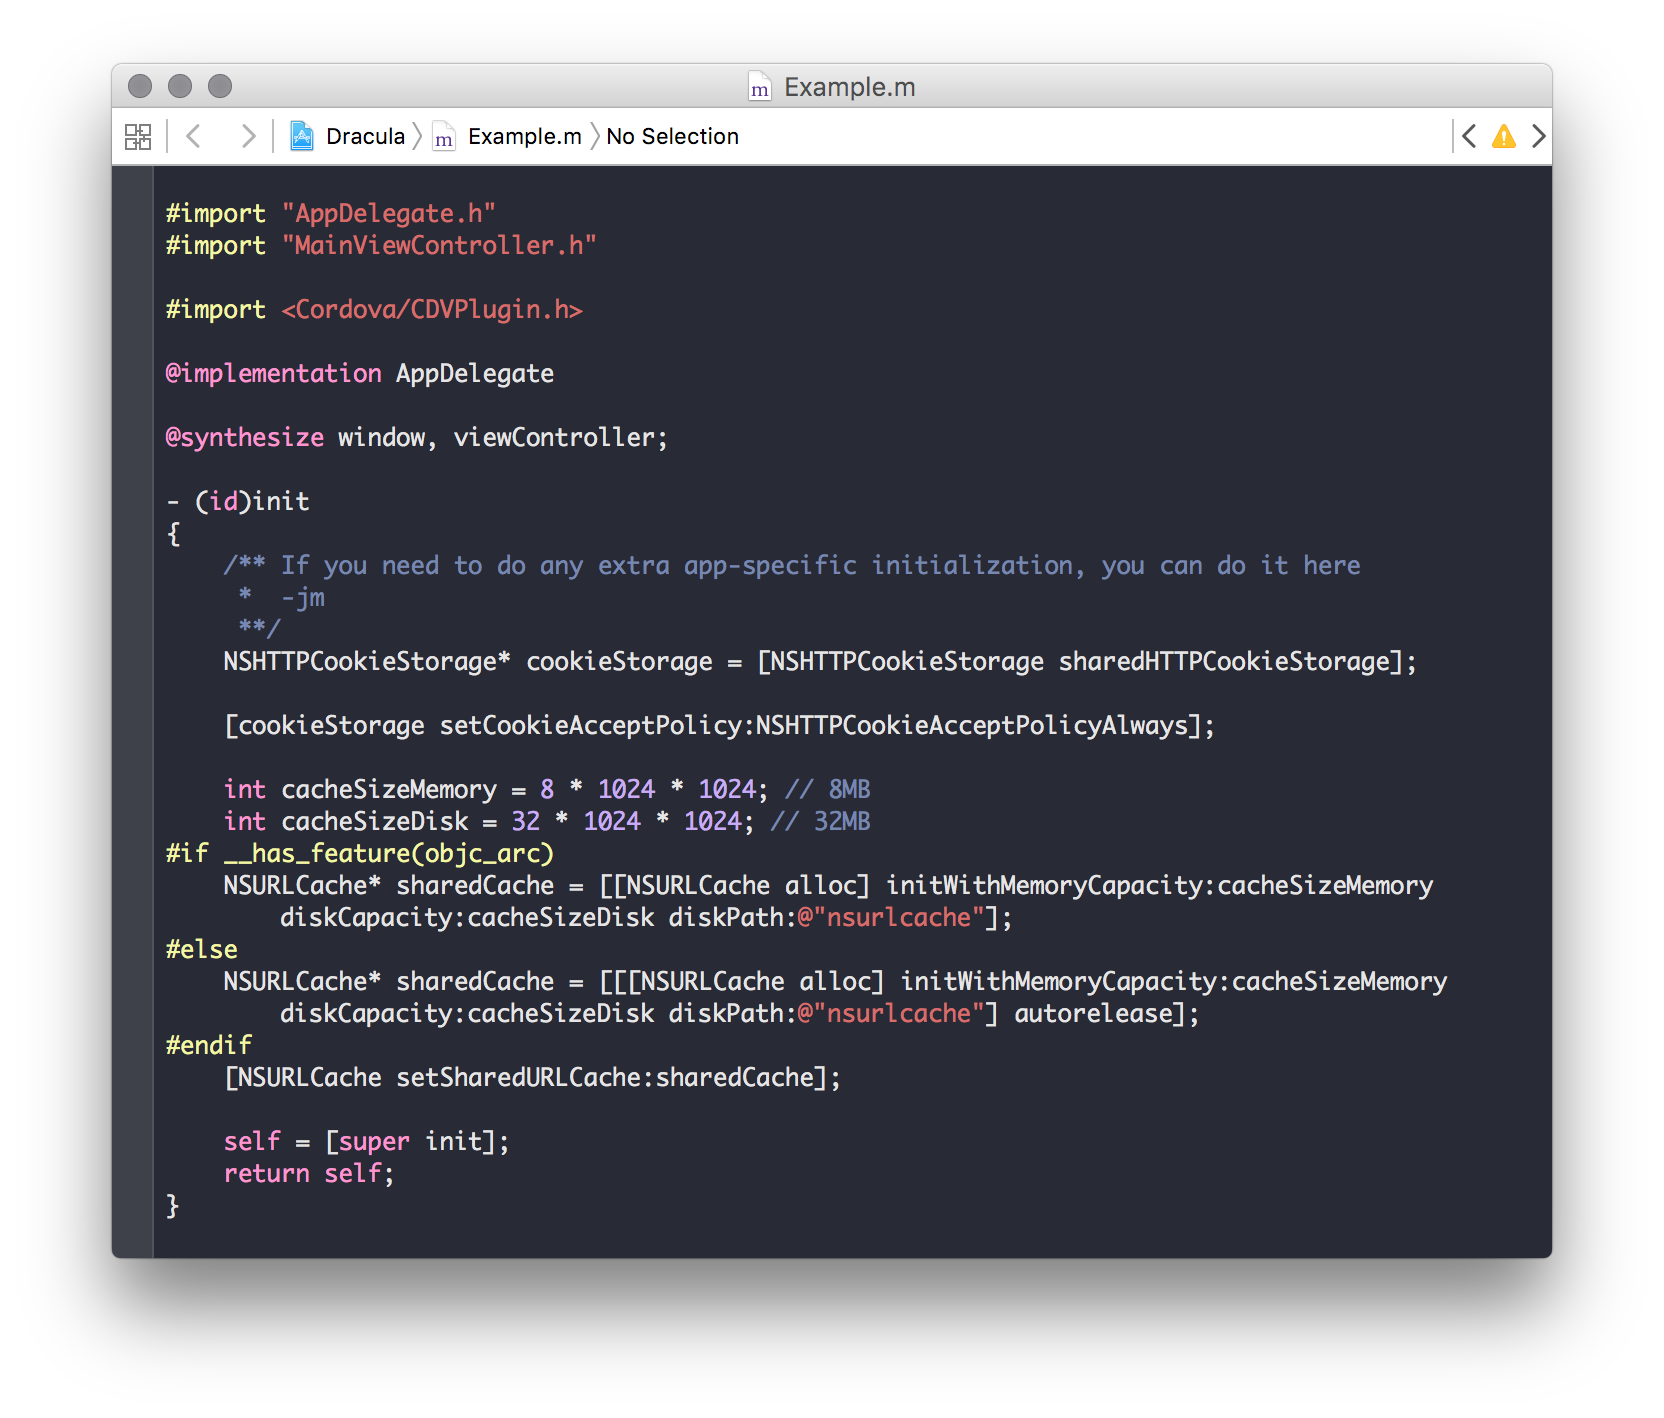 m Example.m
Dracula m Example.m No Selection
#import "AppDelegate.h"
#import "MainViewController.h"
#import <Cordova/CDVPlugin.h>
@implementation AppDelegate
@synthesize window, viewController;
- (id)init
{
/** If you need to do any extra app-specific initialization, you can do it here
*  -jm
**/
NSHTTPCookieStorage* cookieStorage = [NSHTTPCookieStorage sharedHTTPCookieStorage];
[cookieStorage setCookieAcceptPolicy:NSHTTPCookieAcceptPolicyAlways];
int cacheSizeMemory = 8 * 1024 * 1024; // 8MB
int cacheSizeDisk = 32 * 1024 * 1024; // 32MB
#if __has_feature(objc_arc)
NSURLCache* sharedCache = [[NSURLCache alloc] initWithMemoryCapacity:cacheSizeMemory
diskCapacity:cacheSizeDisk diskPath:@"nsurlcache"];
#else
NSURLCache* sharedCache = [[[NSURLCache alloc] initWithMemoryCapacity:cacheSizeMemory
diskCapacity:cacheSizeDisk diskPath:@"nsurlcache"] autorelease];
#endif
[NSURLCache setSharedURLCache:sharedCache];
self = [super init];
return self;
}